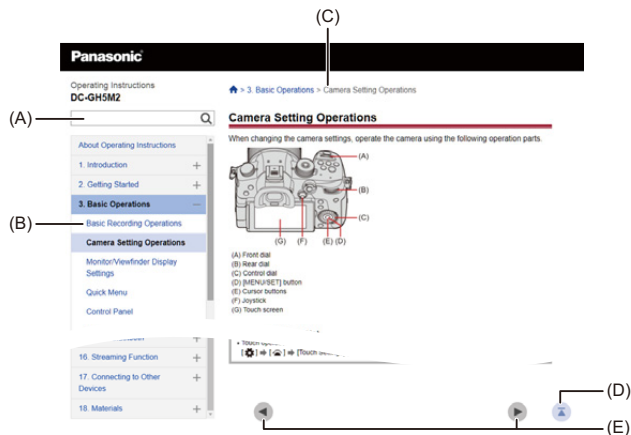 (C)
Panasonic
Operating Instructions
DC-GH5M2
> 3. Basic Operations > Camera Setting Operations
(A)
Camera Setting Operations
When changing the camera settings, operate the camera using the following operation parts.
About Operating Instructions
1. Introduction +
2. Getting Started +
3. Basic Operations −
(B)
Basic Recording Operations
Camera Setting Operations
Monitor/Viewfinder Display
Settings
Quick Menu
Control Panel
(A)
(B)
(C)
(G) (F) (E) (D)
(A) Front dial
(B) Rear dial
(C) Control dial
(D) [MENU/SET] button
(E) Cursor buttons
(F) Joystick
(G) Touch screen
16. Streaming Function +
17. Connecting to Other +
Devices
18. Materials +
• Touch
[ ] ➡ [ ] ➡ [Touch
(D)
(E)